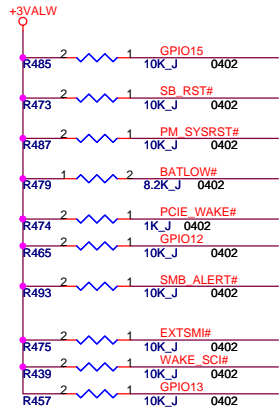 +3VALW
2 1 GPIO15
R485 10K_J 0402
2 1 SB_RST#
R473 10K_J 0402
2 1 PM_SYSRST#
R487 10K_J 0402
1 2 BATLOW#
R479 8.2K_J 0402
2 1 PCIE_WAKE#
R474 1K_J 0402
2 1 GPIO12
R465 10K_J 0402
2 1 SMB_ALERT#
R493 10K_J 0402
2 1 EXTSMI#
R475 10K_J 0402
2 1 WAKE_SCI#
R439 10K_J 0402
2 1 GPIO13
R457 10K_J 0402